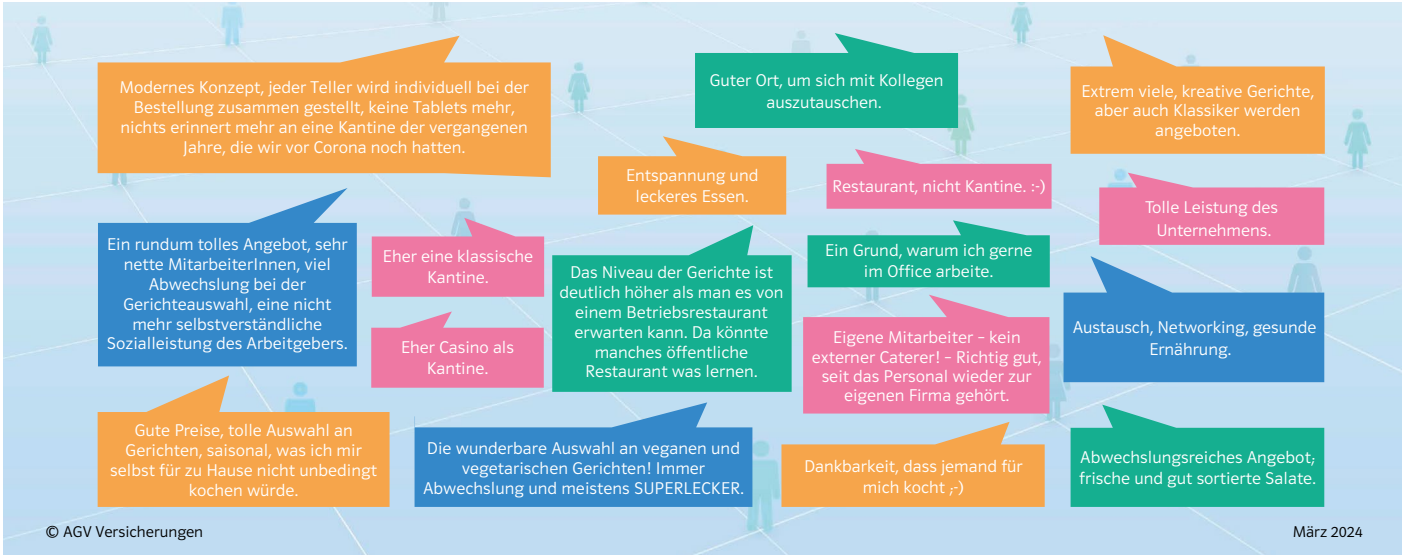 Modernes Konzept, jeder Teller wird individuell bei der
Bestellung zusammen gestellt, keine Tablets mehr,
nichts erinnert mehr an eine Kantine der vergangenen
Jahre, die wir vor Corona noch hatten.
Guter Ort, um sich mit Kollegen
auszutauschen.
Extrem viele, kreative Gerichte,
aber auch Klassiker werden
angeboten.
Entspannung und
leckeres Essen.
Restaurant, nicht Kantine. :-)
Tolle Leistung des
Unternehmens.
Ein rundum tolles Angebot, sehr
nette MitarbeiterInnen, viel
Abwechslung bei der
Gerichteauswahl, eine nicht
mehr selbstverständliche
Sozialleistung des Arbeitgebers.
Eher eine klassische
Kantine.
Eher Casino als
Kantine.
Das Niveau der Gerichte ist
deutlich höher als man es von
einem Betriebsrestaurant
erwarten kann. Da könnte
manches öffentliche
Restaurant was lernen.
Ein Grund, warum ich gerne
im Office arbeite.
Eigene Mitarbeiter – kein
externer Caterer! – Richtig gut,
seit das Personal wieder zur
eigenen Firma gehört.
Austausch, Networking, gesunde
Ernährung.
Gute Preise, tolle Auswahl an
Gerichten, saisonal, was ich mir
selbst für zu Hause nicht unbedingt
kochen würde.
Die wunderbare Auswahl an veganen und
vegetarischen Gerichten! Immer
Abwechslung und meistens SUPERLECKER.
Dankbarkeit, dass jemand für
mich kocht ;-)
Abwechslungsreiches Angebot;
frische und gut sortierte Salate.
© AGV Versicherungen
März 2024